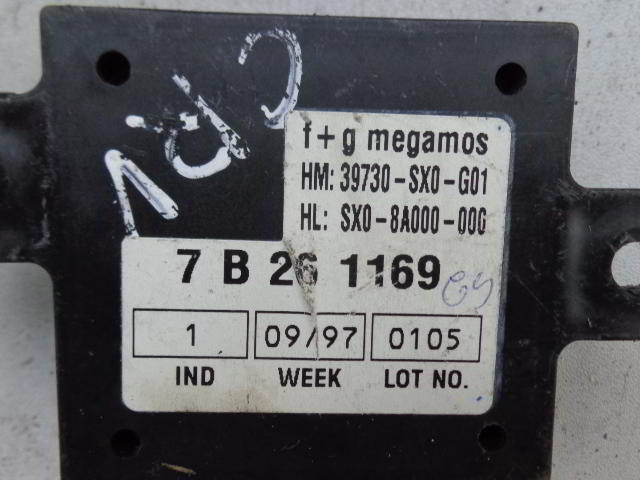 f+g megamos
HM: 39730-SX0-G01
HL: SX0-8A000-000
7 B 26 1169
1 09/97 0105
IND WEEK LOT NO.